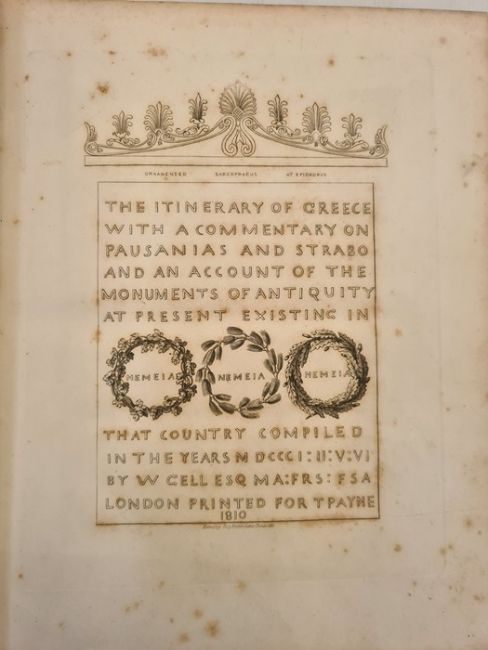 ORNAMENTED SARCOPHAGUS AT EPIDAURUS
THE ITINERARY OF GREECE
WITH A COMMENTARY ON
PAUSANIAS AND STRABO
AND AN ACCOUNT OF THE
MONUMENTS OF ANTIQUITY
AT PRESENT EXISTING IN
NEMEIA NEMEIA NEMEIA
THAT COUNTRY COMPILED
IN THE YEARS MDCCCI:II:V:VI
BY W GELL ESQ MA:FRS:FSA
LONDON PRINTED FOR T PAYNE
1810